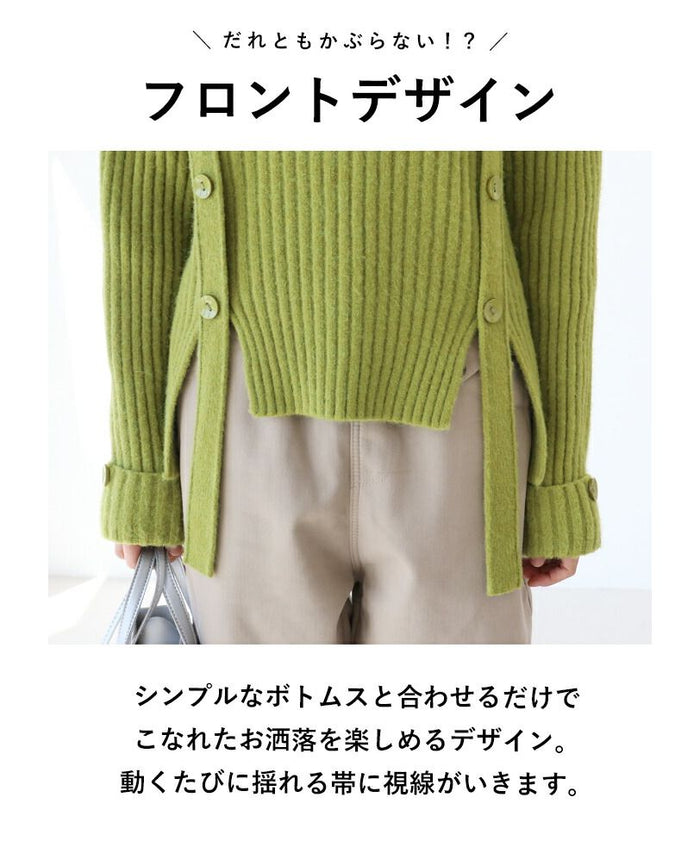 ＼ だれともかぶらない！？ ／
フロントデザイン
シンプルなボトムスと合わせるだけで
こなれたお洒落を楽しめるデザイン。
動くたびに揺れる帯に視線がいきます。